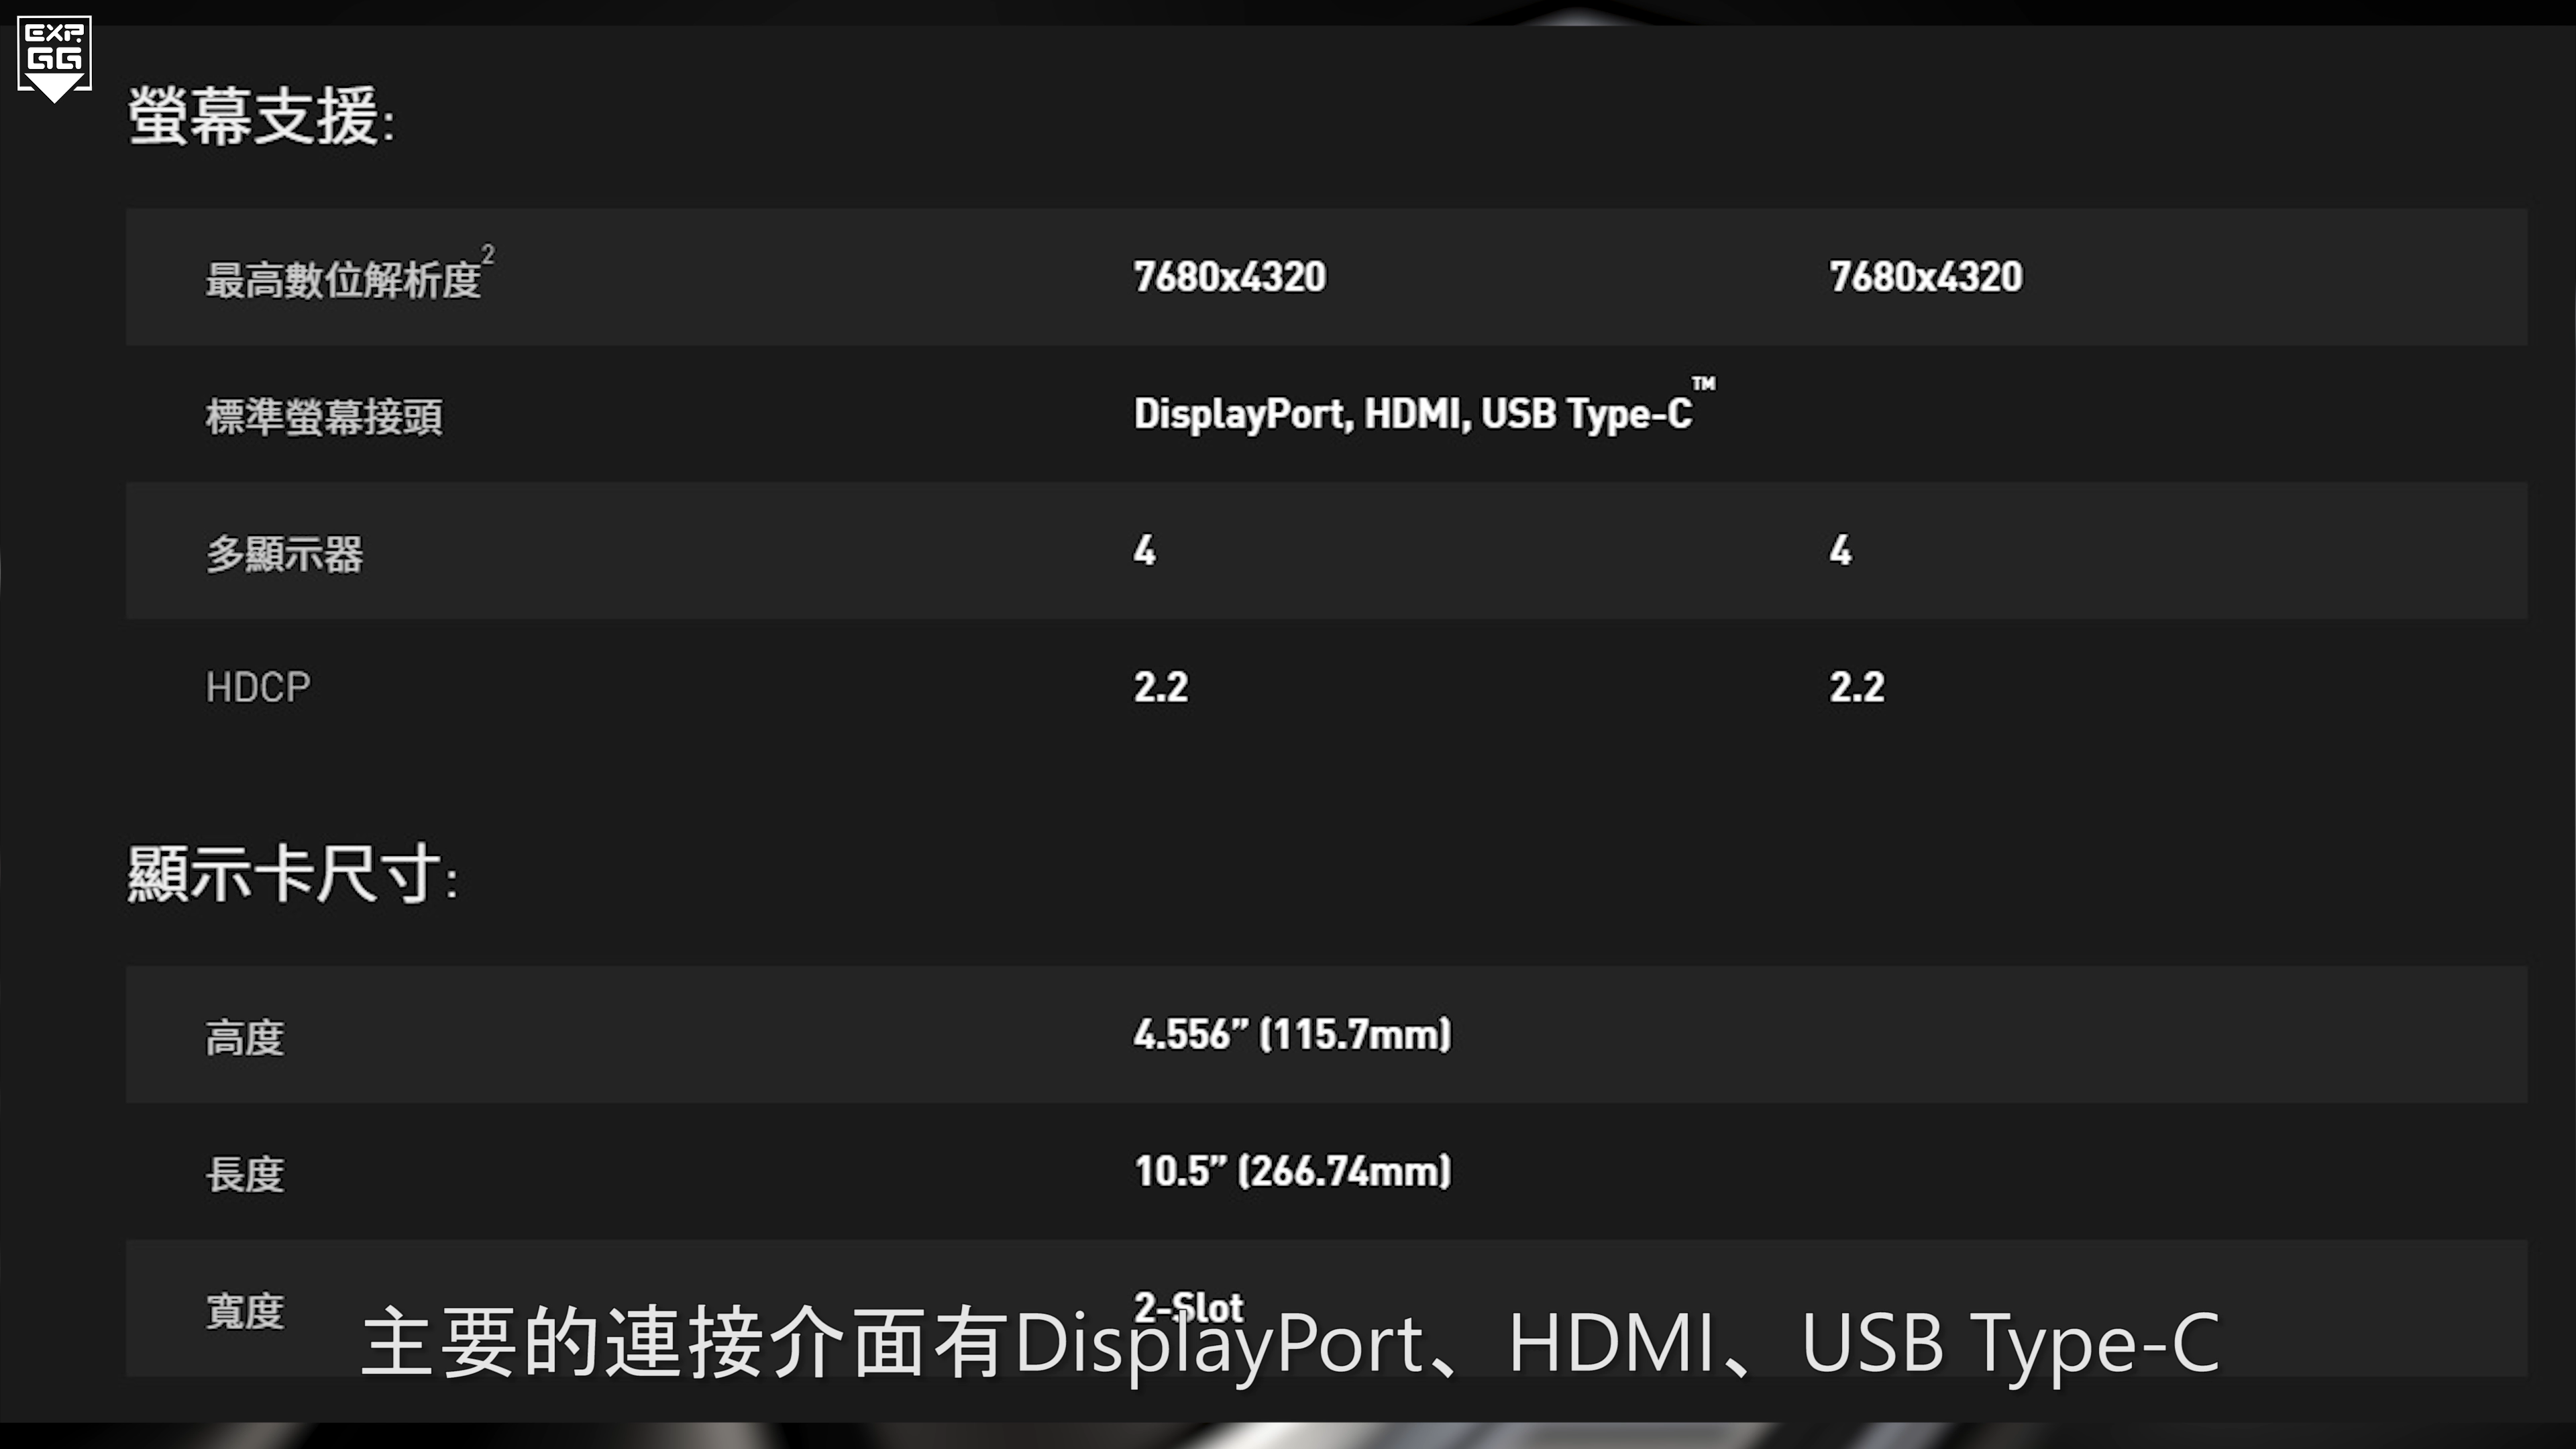 EXP.
GG
螢幕支援:
最高數位解析度2 7680x4320 7680x4320
標準螢幕接頭 DisplayPort, HDMI, USB Type-C™
多顯示器 4 4
HDCP 2.2 2.2
顯示卡尺寸:
高度 4.556” (115.7mm)
長度 10.5” (266.74mm)
寬度 2-Slot
主要的連接介面有DisplayPort、HDMI、USB Type-C